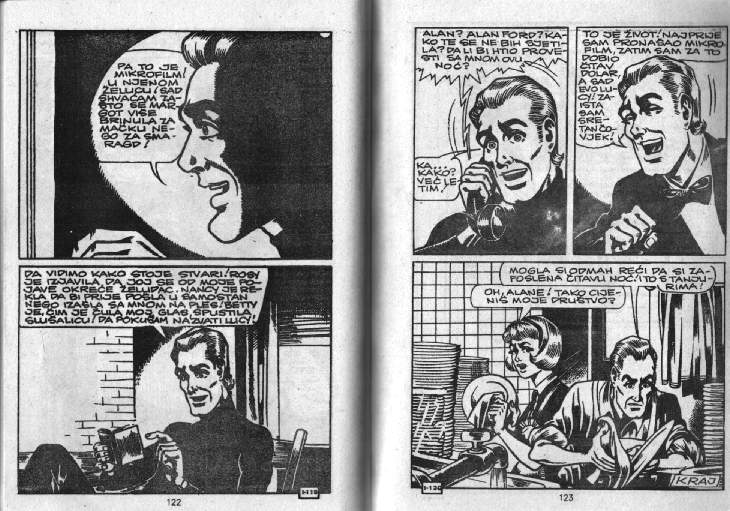 PA TO JE
MIKROFILM!
U NJENOM
ŽELUCU! SAD
SHVAĆAM ZA-
ŠTO SE MAR-
GOT VIŠE
BRINULA ZA
MAČKU NE-
GO ZA SMA-
RAGD!
DA VIDIMO KAKO STOJE STVARI! ROSY
JE IZJAVILA, DA JOJ SE OD MOJE PO-
JAVE OKREĆE ŽELUDAC. NANCY JE RE-
KLA DA BI PRIJE POŠLA U SAMOSTAN
NEGO IZAŠLA SA MNOM NA PLES! BETTY
JE, ČIM JE ČULA MOJ GLAS, SPUSTILA
SLUŠALICU! DA POKUŠAM NAZVATI LUCY!
I-119
122
ALAN? ALAN FORD? KA-
KO TE SE NE BIH SJETI-
LA? DA LI BI HTIO PROVE-
STI SA MNOM OVU
NOĆ?
KA...
KAKO?
VEĆ LE-
TIM!
TO JE ŽIVOT! NAJPRIJE
SAM PRONAŠAO MIKRO-
FILM, ZATIM SAM ZA TO
DOBIO
ČITAV
DOLAR,
A SAD
EVO LU-
CY! ZA-
ISTA
SAM
SRE-
TAN ČO-
VJEK!
MOGLA SI ODMAH REĆI DA SI ZA-
POSLENA ČITAVU NOĆ! I TO S TANJU-
RIMA!
OH, ALANE! TAKO CIJE-
NIŠ MOJE DRUŠTVO?
KRAJ
I-120
123